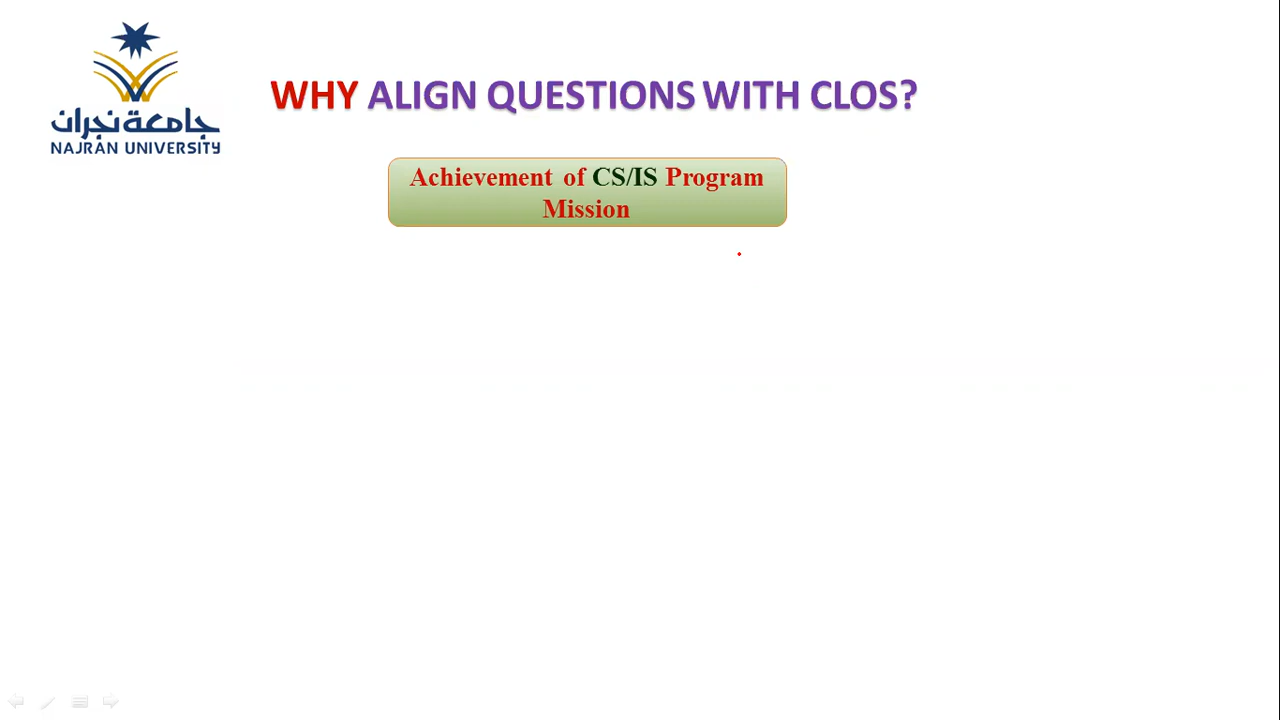 جامعة نجران
NAJRAN UNIVERSITY
WHY ALIGN QUESTIONS WITH CLOS?
Achievement of CS/IS Program
Mission